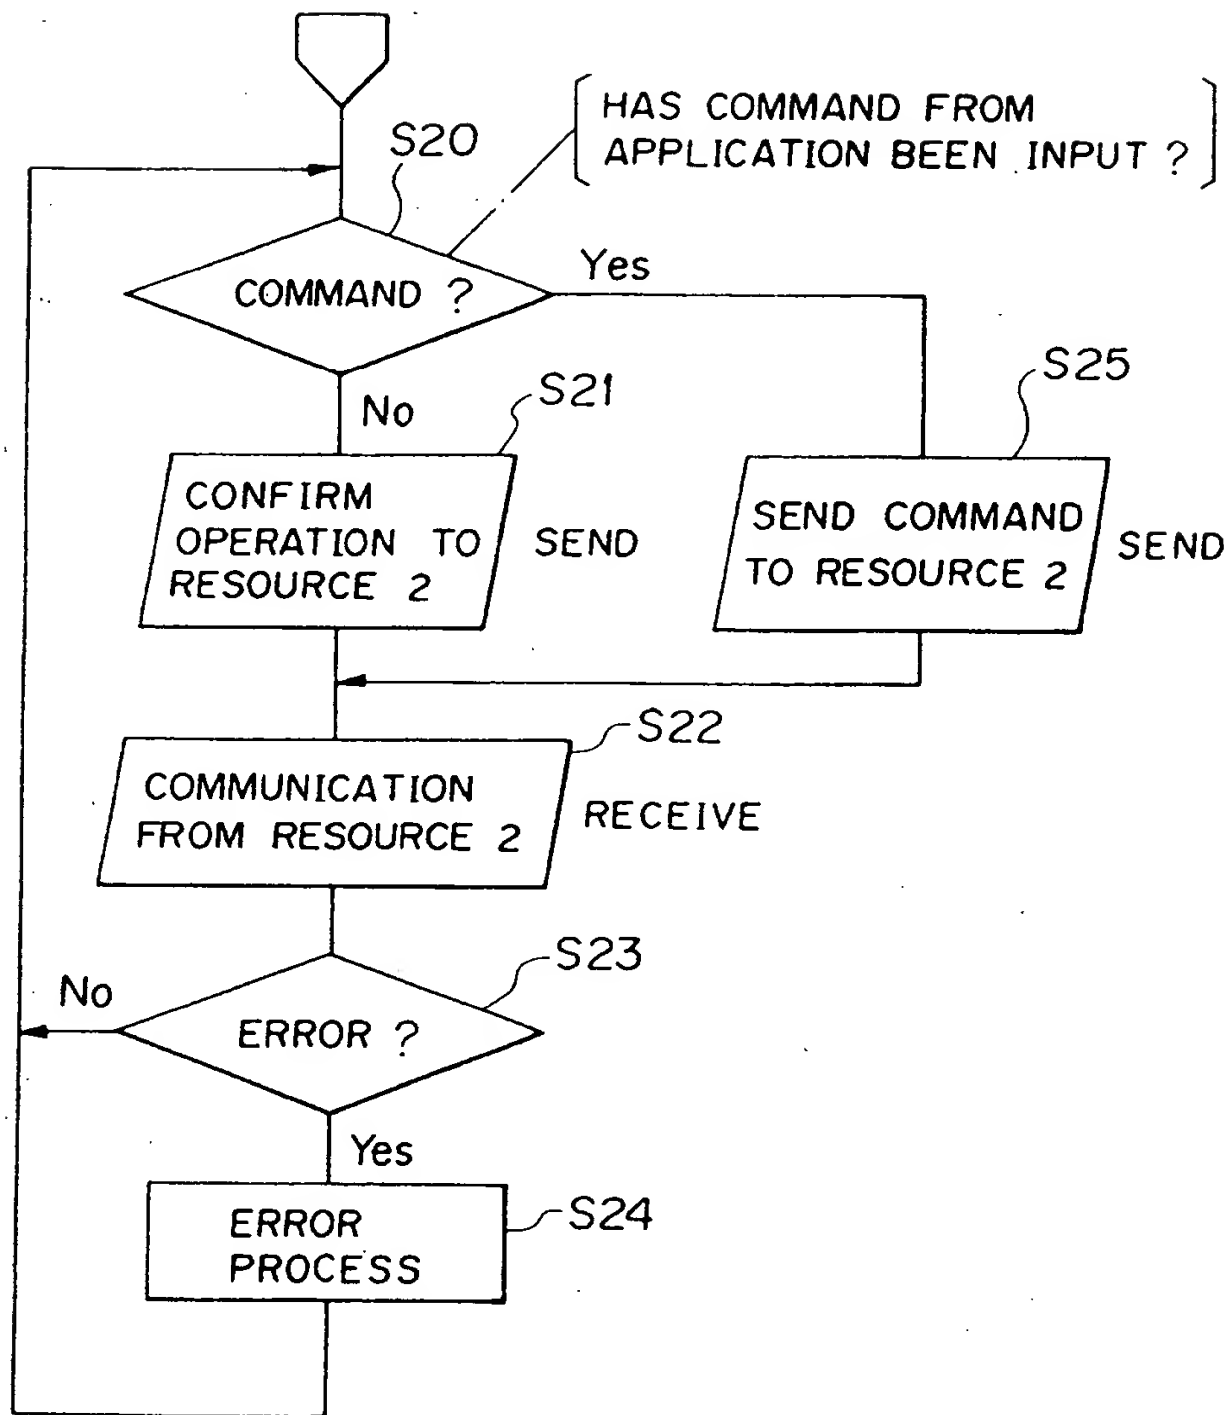 HAS COMMAND FROM
APPLICATION BEEN INPUT ?
S20
COMMAND ?
Yes
No
S21
CONFIRM
OPERATION TO
RESOURCE 2
SEND
S25
SEND COMMAND
TO RESOURCE 2
SEND
S22
COMMUNICATION
FROM RESOURCE 2
RECEIVE
S23
ERROR ?
No
Yes
S24
ERROR
PROCESS